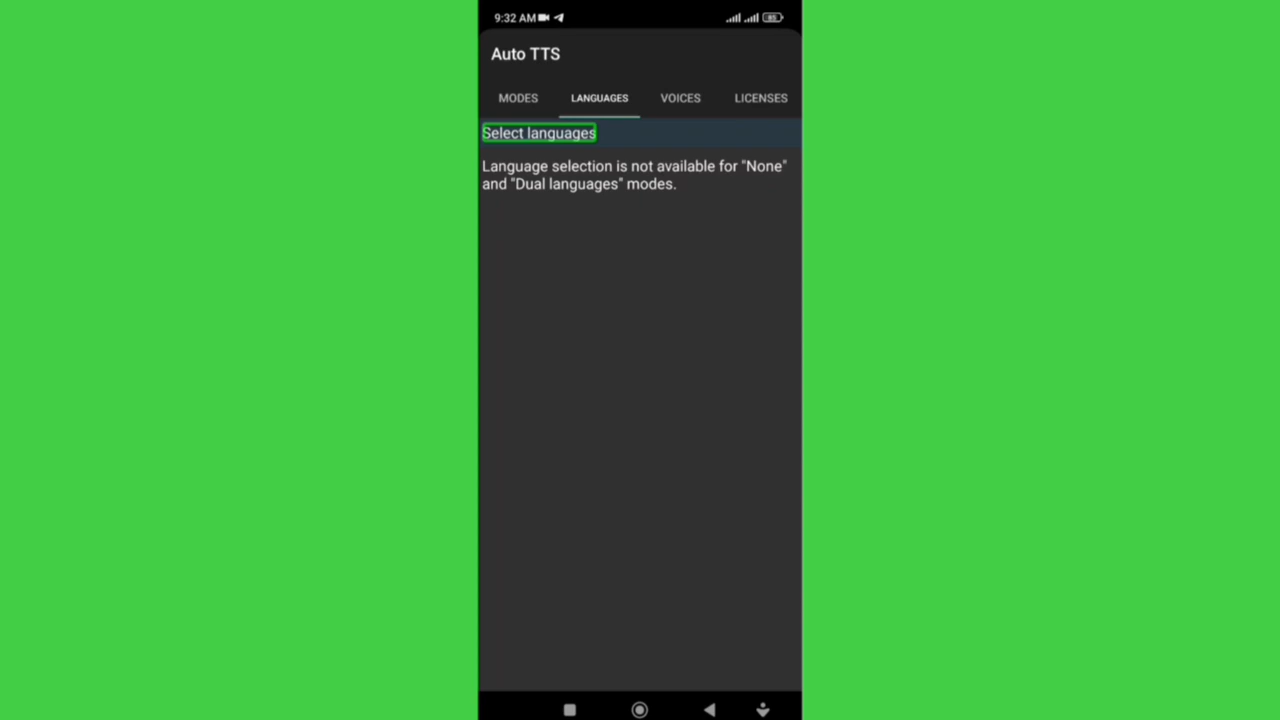 9:32 AM
85
Auto TTS
MODES LANGUAGES VOICES LICENSES
Select languages
Language selection is not available for "None"
and "Dual languages" modes.